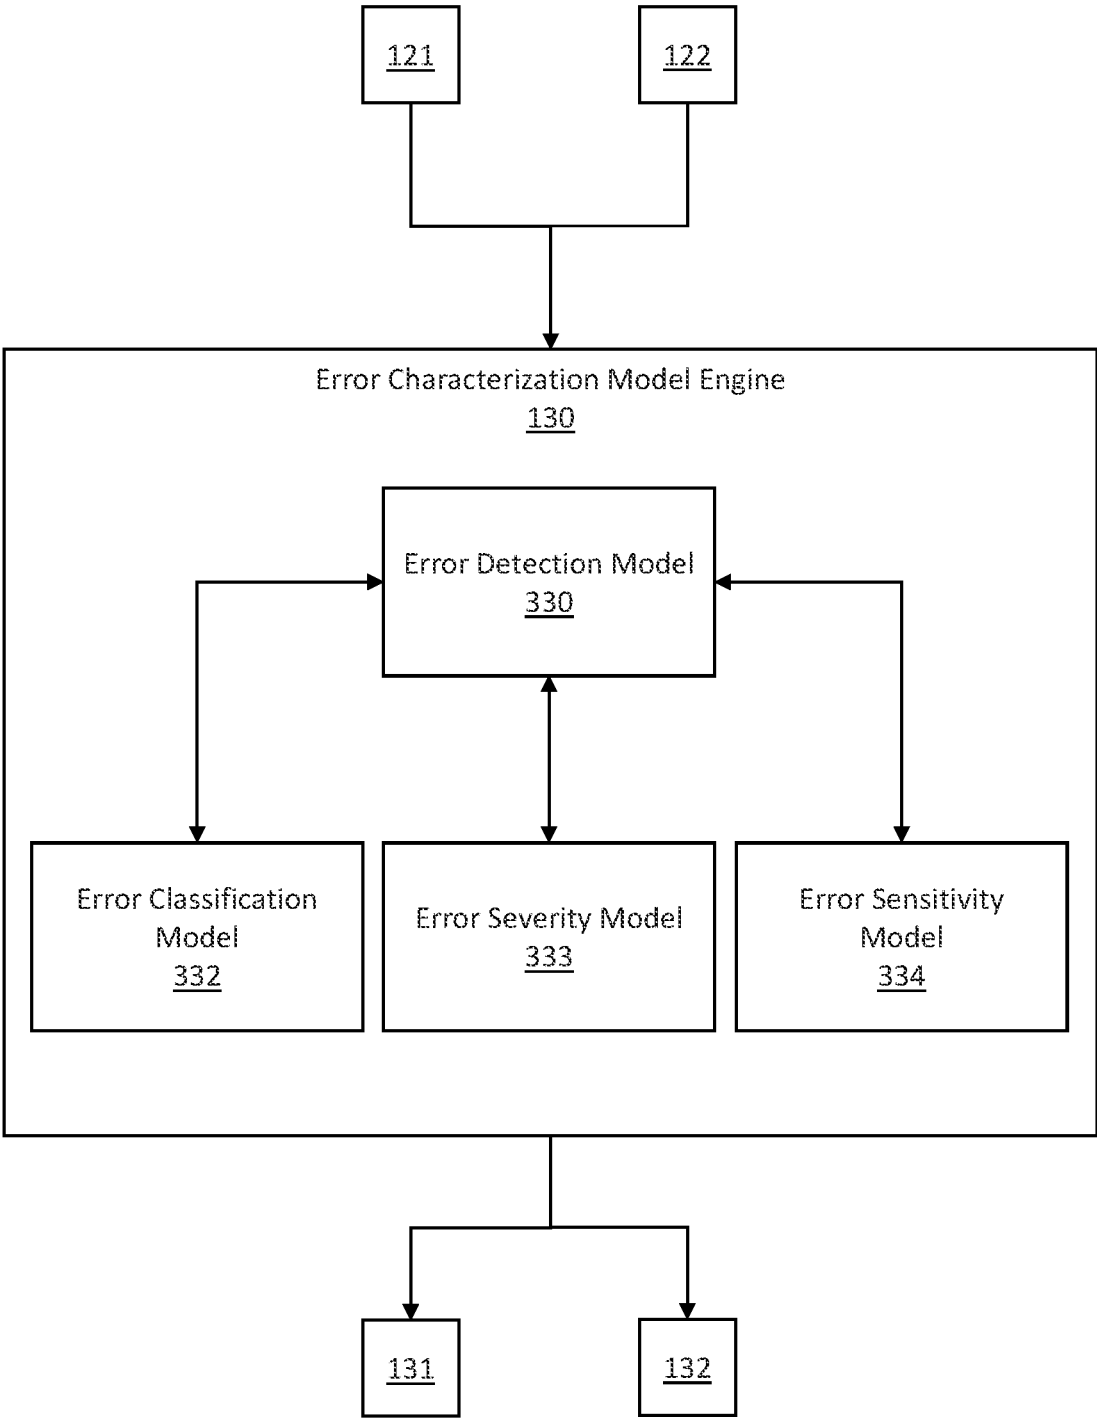 121
122
Error Characterization Model Engine
130
Error Detection Model
330
Error Classification
Model
332
Error Severity Model
333
Error Sensitivity
Model
334
131
132